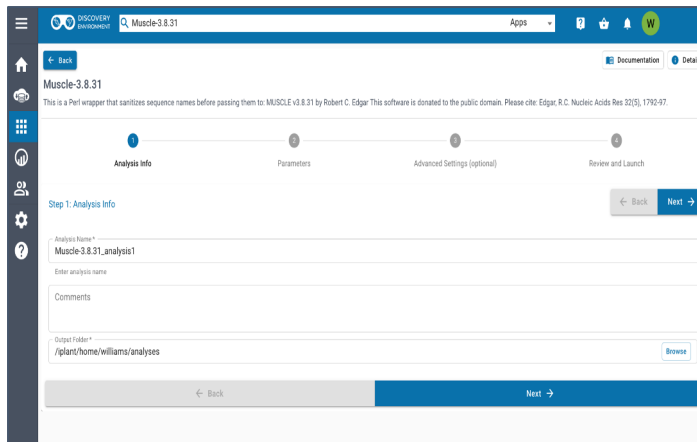 DISCOVERY
ENVIRONMENT
Muscle-3.8.31
Apps
W
← Back
Documentation
Detai
Muscle-3.8.31
This is a Perl wrapper that sanitizes sequence names before passing them to: MUSCLE v3.8.31 by Robert C. Edgar This software is donated to the public domain. Please cite: Edgar, R.C. Nucleic Acids Res 32(5), 1792-97.
1
2
3
4
Analysis Info
Parameters
Advanced Settings (optional)
Review and Launch
Step 1: Analysis Info
← Back
Next →
Analysis Name *
Muscle-3.8.31_analysis1
Enter analysis name
Comments
Output Folder *
/iplant/home/williams/analyses
Browse
← Back
Next →